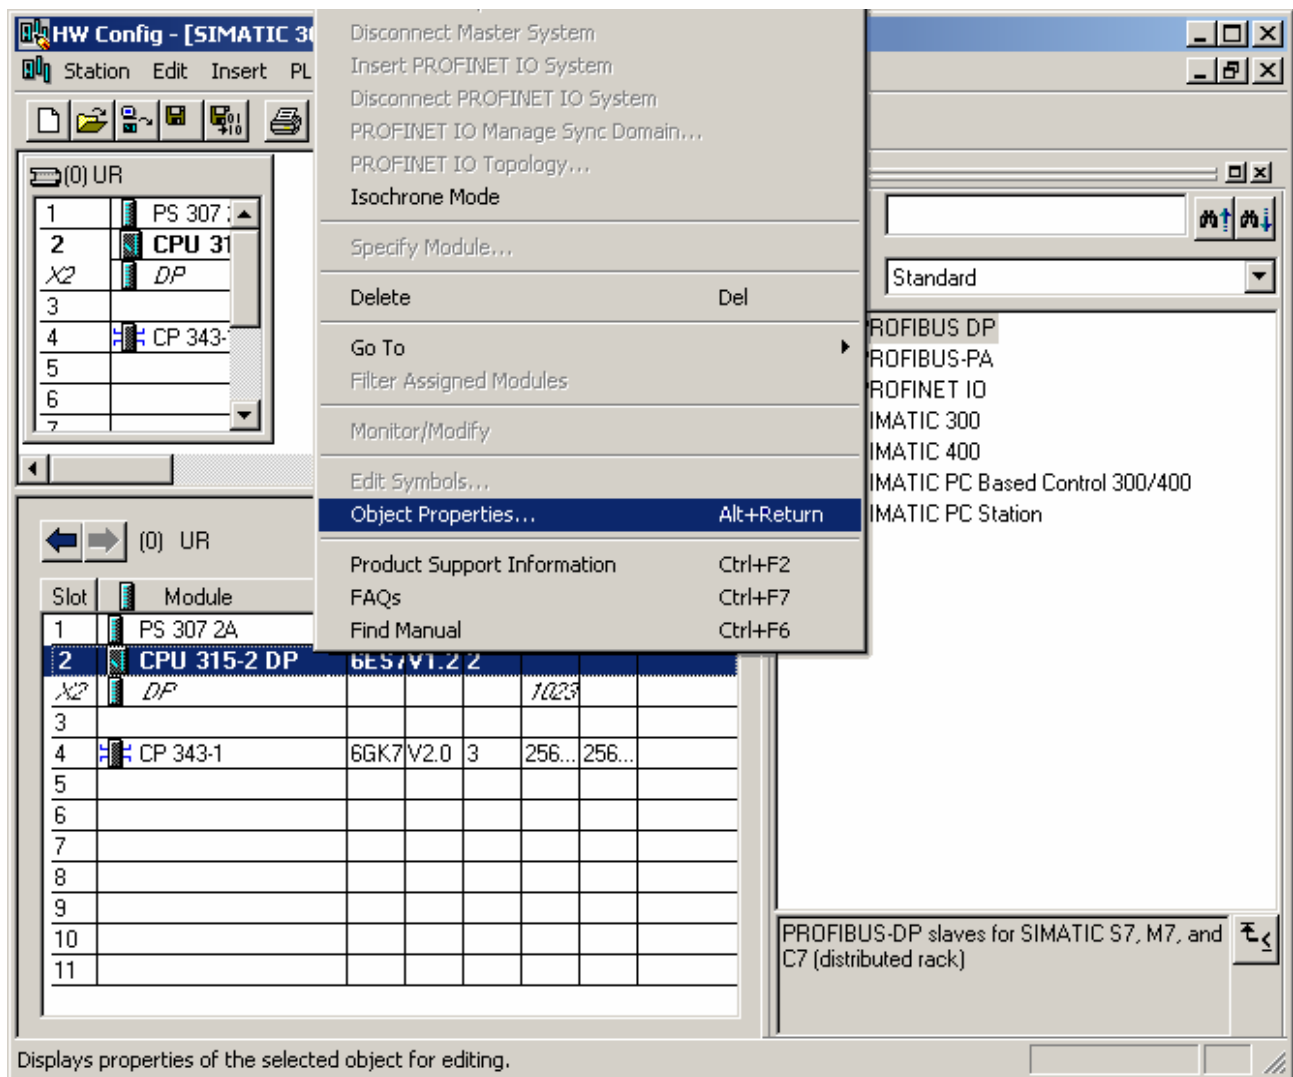 HW Config - [SIMATIC 3
Station Edit Insert PL
Disconnect Master System
Insert PROFINET IO System
Disconnect PROFINET IO System
PROFINET IO Manage Sync Domain...
PROFINET IO Topology...
Isochrone Mode
Specify Module...
Delete Del
Go To
Filter Assigned Modules
Monitor/Modify
Edit Symbols...
Object Properties... Alt+Return
Product Support Information Ctrl+F2
FAQs Ctrl+F7
Find Manual Ctrl+F6
(0) UR
1 PS 307
2 CPU 31
X2 DP
3
4 CP 343-
5
6
7
Standard
ROFIBUS DP
ROFIBUS-PA
ROFINET IO
IMATIC 300
IMATIC 400
IMATIC PC Based Control 300/400
IMATIC PC Station
(0) UR
Slot Module
1 PS 307 2A
2 CPU 315-2 DP 6ES7 V1.2 2
X2 DP 1023
3
4 CP 343-1 6GK7 V2.0 3 256... 256...
5
6
7
8
9
10
11
PROFIBUS-DP slaves for SIMATIC S7, M7, and
C7 (distributed rack)
Displays properties of the selected object for editing.